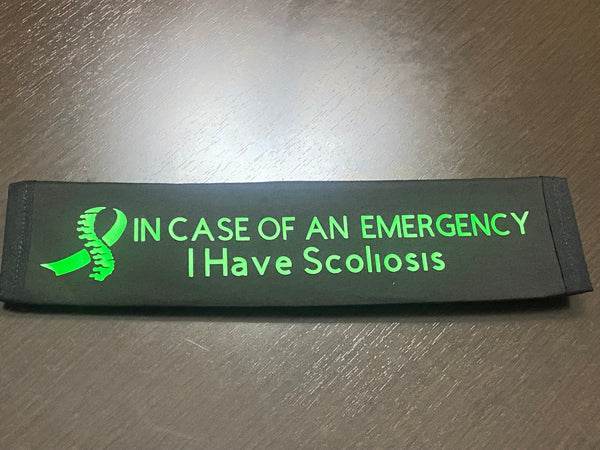 IN CASE OF AN EMERGENCY
I Have Scoliosis